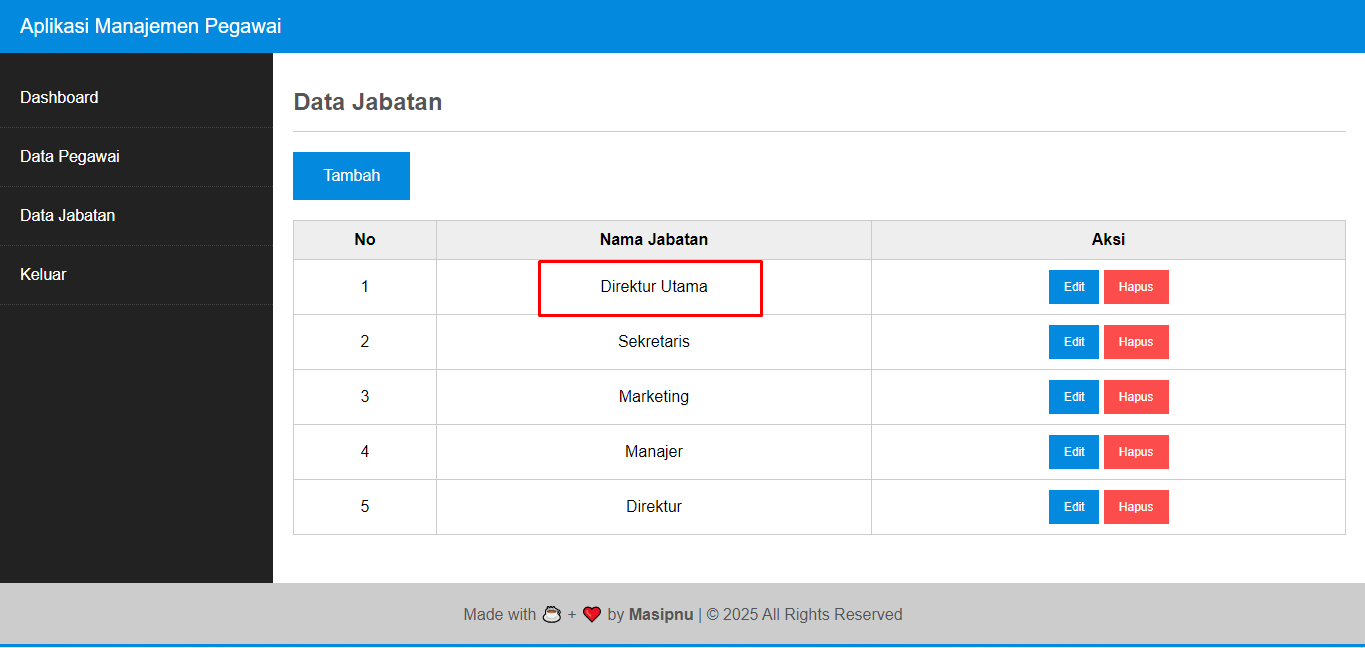 Aplikasi Manajemen Pegawai
Dashboard
Data Pegawai
Data Jabatan
Keluar
Data Jabatan
Tambah
No Nama Jabatan Aksi
1 Direktur Utama Edit Hapus
2 Sekretaris Edit Hapus
3 Marketing Edit Hapus
4 Manajer Edit Hapus
5 Direktur Edit Hapus
Made with ☕ + ❤️ by Masipnu | © 2025 All Rights Reserved